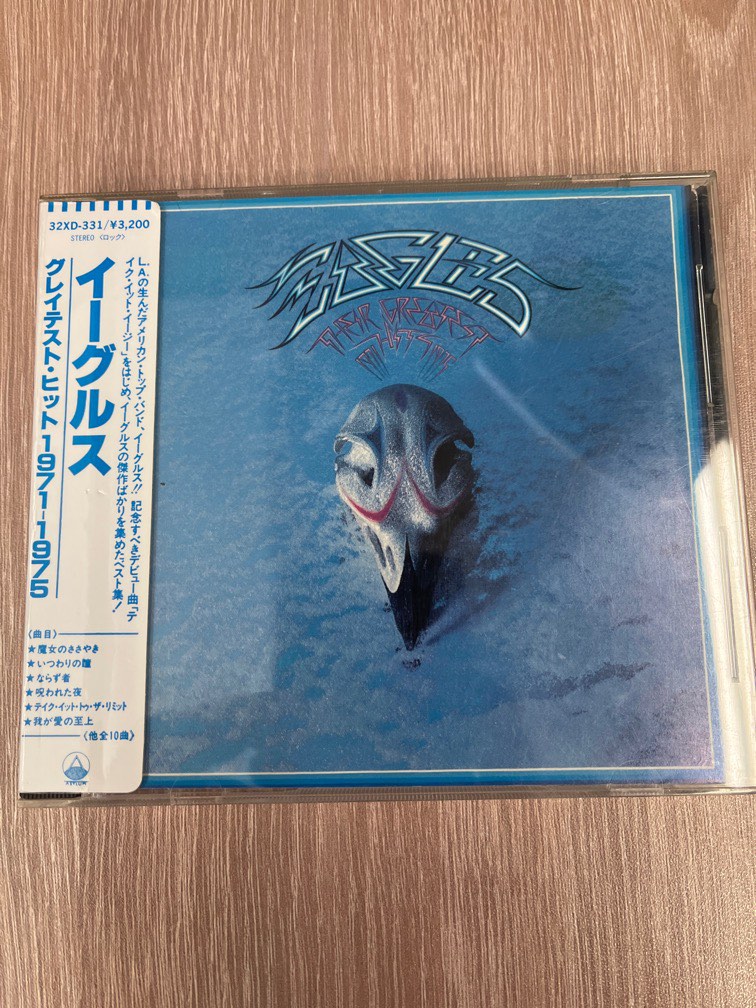 32XD-331/¥3,200
STEREO〈ロック〉
イーグルス
グレイテスト・ヒット1971-1975
L.A.の生んだアメリカン・トップ・バンド、イーグルス!! 記念すべきデビュー曲「テ
イク・イット・イージー」をはじめ、イーグルスの傑作ばかりを集めたベスト集!
〈曲目〉
★魔女のささやき
★いつわりの瞳
★ならず者
★呪われた夜
★テイク・イット・トゥ・ザ・リミット
★我が愛の至上
〈他全10曲〉
ASYLUM
EAGLES
THEIR GREATEST
HITS